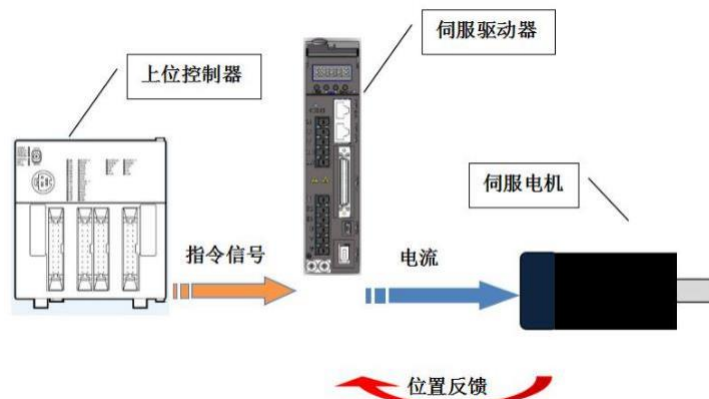 伺服驱动器
上位控制器
伺服电机
指令信号
电流
位置反馈